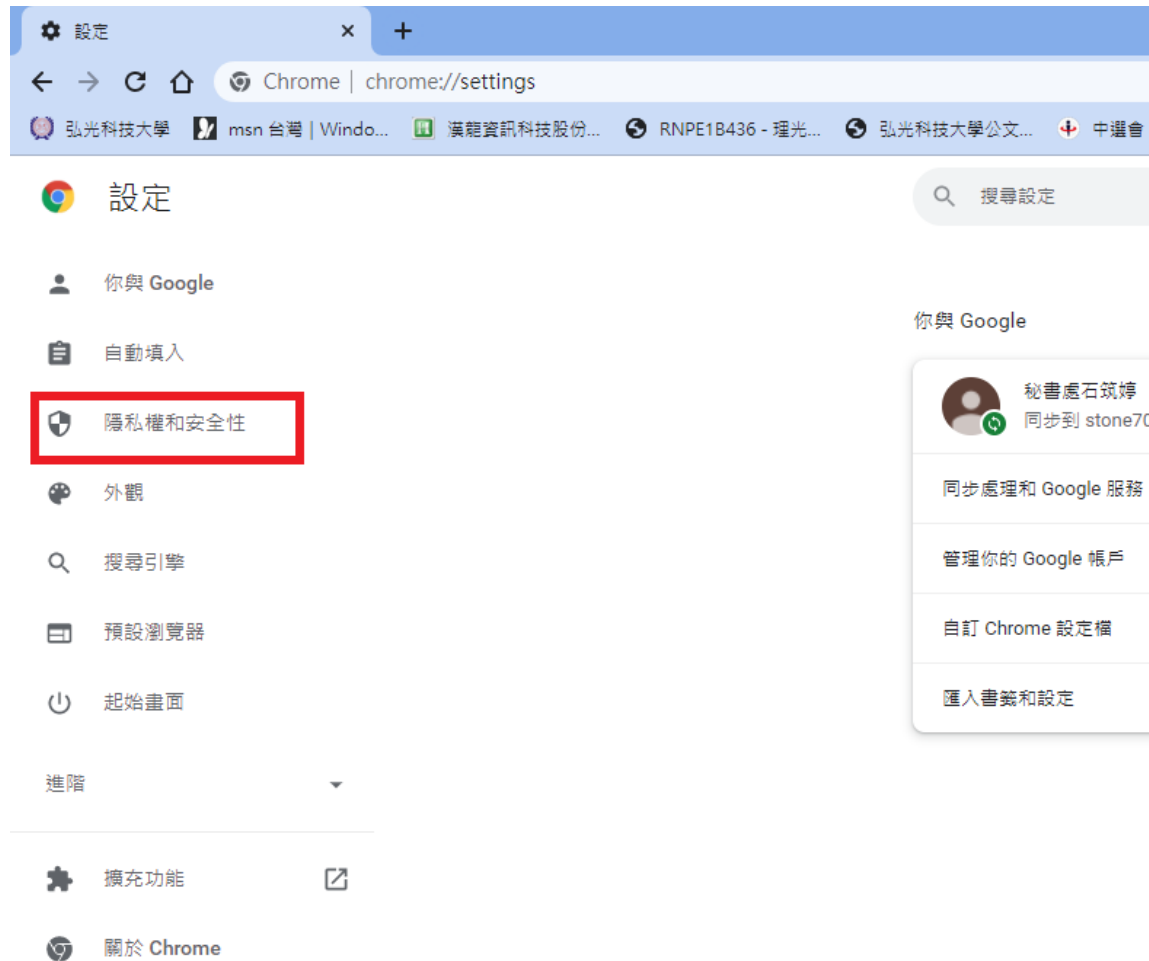 設定
Chrome | chrome://settings
弘光科技大學 msn 台灣 | Windo... 漢龍資訊科技股份... RNPE1B436 - 理光... 弘光科技大學公文... 中選會
設定
搜尋設定
你與 Google
自動填入
隱私權和安全性
外觀
搜尋引擎
預設瀏覽器
起始畫面
進階
擴充功能
關於 Chrome
你與 Google
秘書處石筑婷
同步到 stone70
同步處理和 Google 服務
管理你的 Google 帳戶
自訂 Chrome 設定檔
匯入書籤和設定